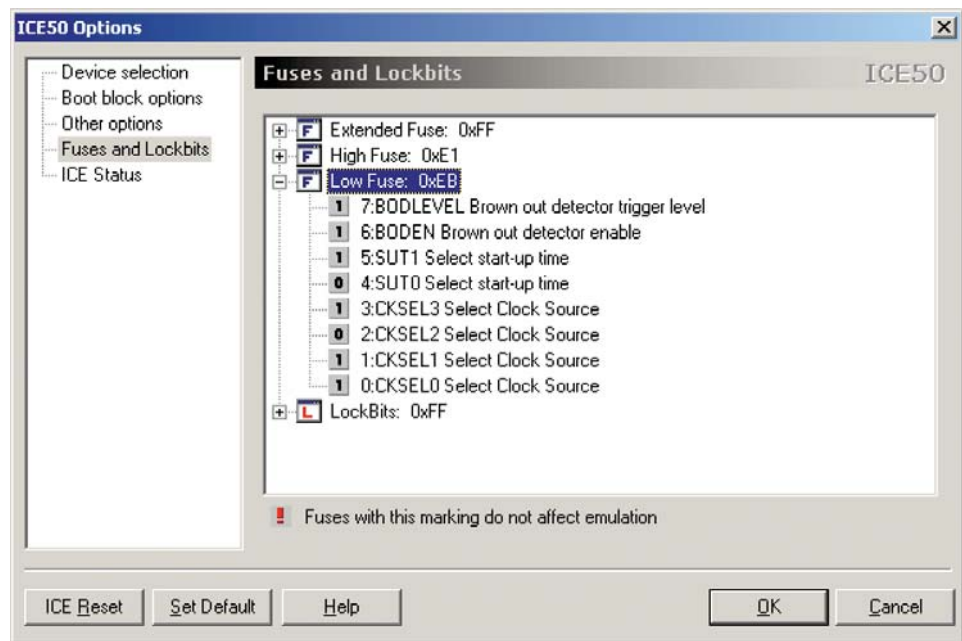 ICE50 Options
Device selection
Boot block options
Other options
Fuses and Lockbits
ICE Status
Fuses and Lockbits ICE50
F Extended Fuse: 0xFF
F High Fuse: 0xE1
F Low Fuse: 0xEB
1 7:BODLEVEL Brown out detector trigger level
1 6:BODEN Brown out detector enable
1 5:SUT1 Select start-up time
0 4:SUT0 Select start-up time
1 3:CKSEL3 Select Clock Source
0 2:CKSEL2 Select Clock Source
1 1:CKSEL1 Select Clock Source
1 0:CKSEL0 Select Clock Source
L LockBits: 0xFF
! Fuses with this marking do not affect emulation
ICE Reset Set Default Help OK Cancel